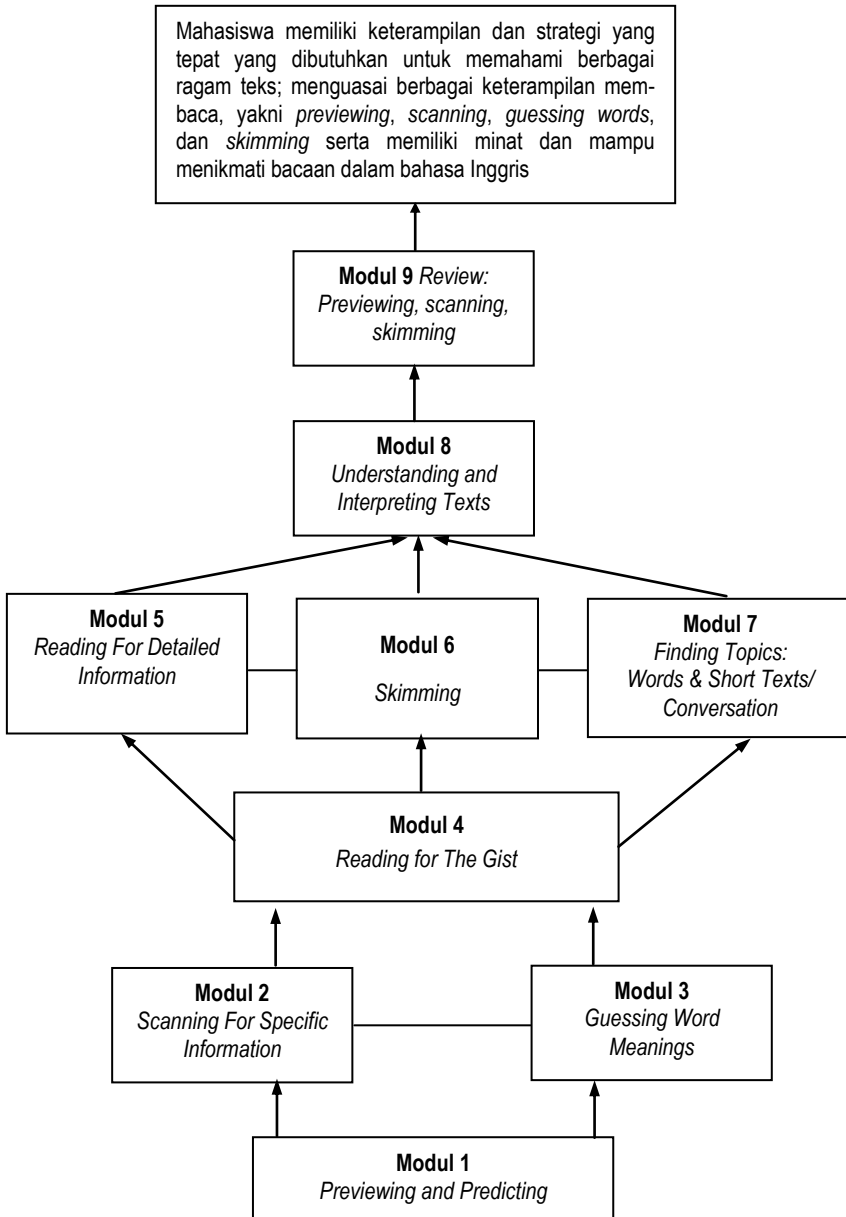 Mahasiswa memiliki keterampilan dan strategi yang
tepat yang dibutuhkan untuk memahami berbagai
ragam teks; menguasai berbagai keterampilan mem-
baca, yakni previewing, scanning, guessing words,
dan skimming serta memiliki minat dan mampu
menikmati bacaan dalam bahasa Inggris
Modul 9 Review:
Previewing, scanning,
skimming
Modul 8
Understanding and
Interpreting Texts
Modul 5
Reading For Detailed
Information
Modul 6
Skimming
Modul 7
Finding Topics:
Words & Short Texts/
Conversation
Modul 4
Reading for The Gist
Modul 2
Scanning For Specific
Information
Modul 3
Guessing Word
Meanings
Modul 1
Previewing and Predicting